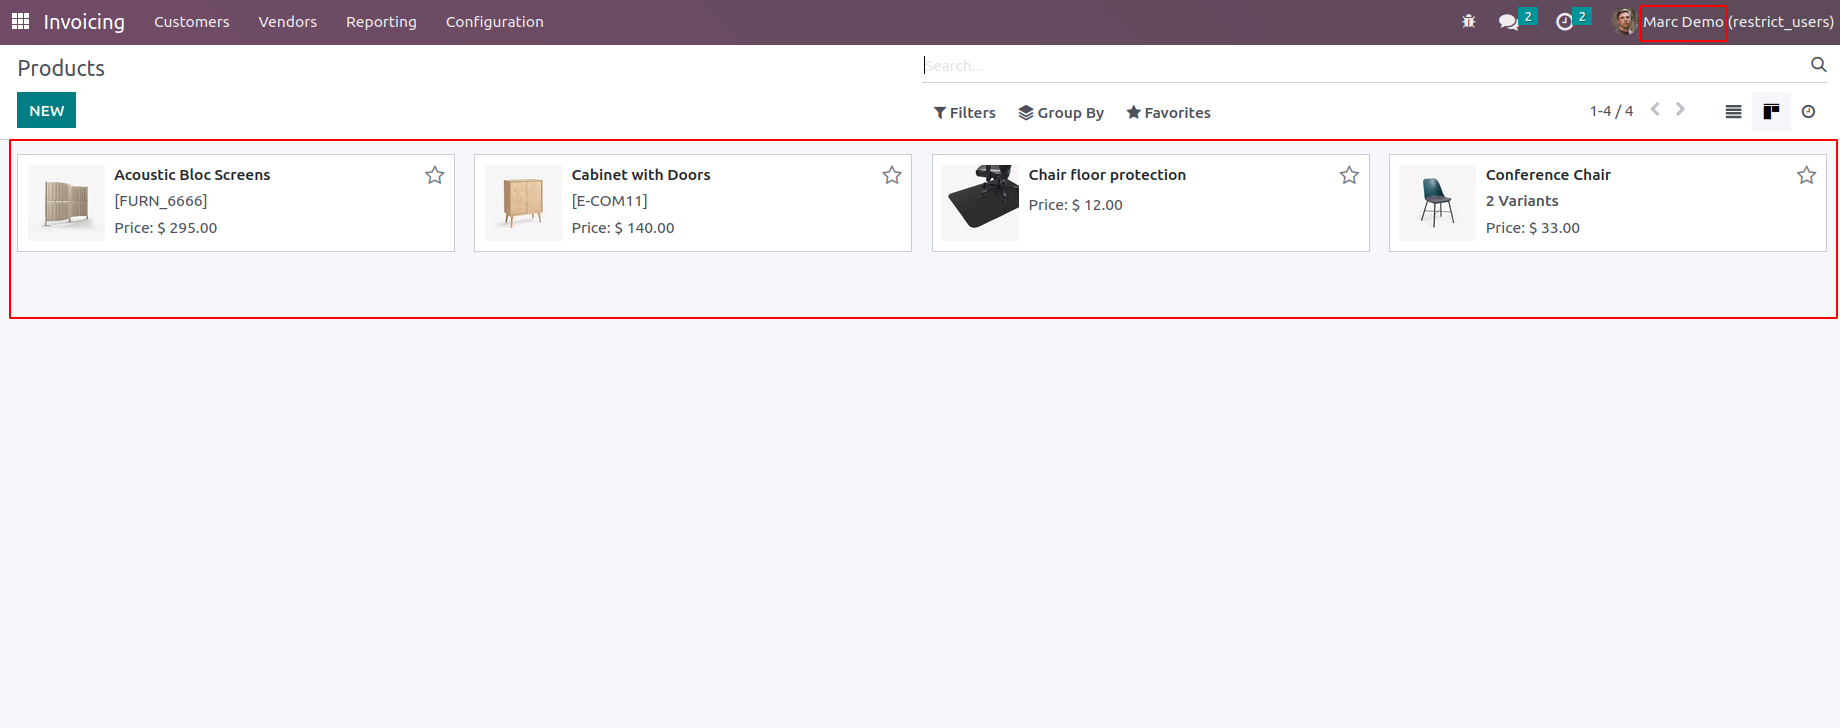 Invoicing Customers Vendors Reporting Configuration 2 2 Marc Demo (restrict_users)
Products Search...
NEW Filters Group By Favorites 1-4 / 4
Acoustic Bloc Screens
[FURN_6666]
Price: $ 295.00
Cabinet with Doors
[E-COM11]
Price: $ 140.00
Chair floor protection
Price: $ 12.00
Conference Chair
2 Variants
Price: $ 33.00